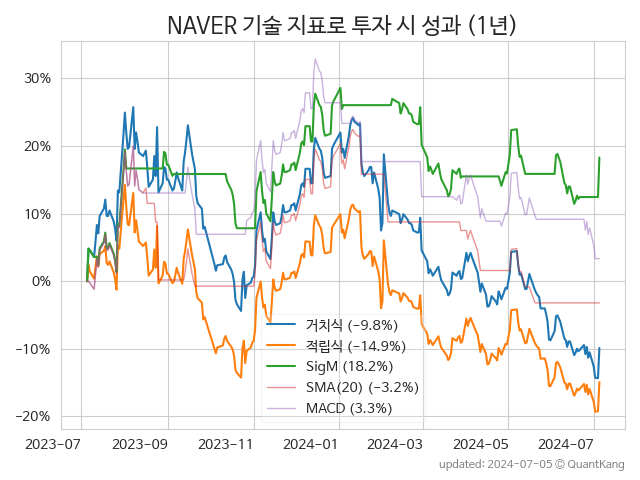 NAVER 기술 지표로 투자 시 성과 (1년)
30%
20%
10%
0%
−10%
−20%
거치식 (−9.8%)
적립식 (−14.9%)
SigM (18.2%)
SMA(20) (−3.2%)
MACD (3.3%)
2023-07 2023-09 2023-11 2024-01 2024-03 2024-05 2024-07
updated: 2024-07-05 ⓒ QuantKang